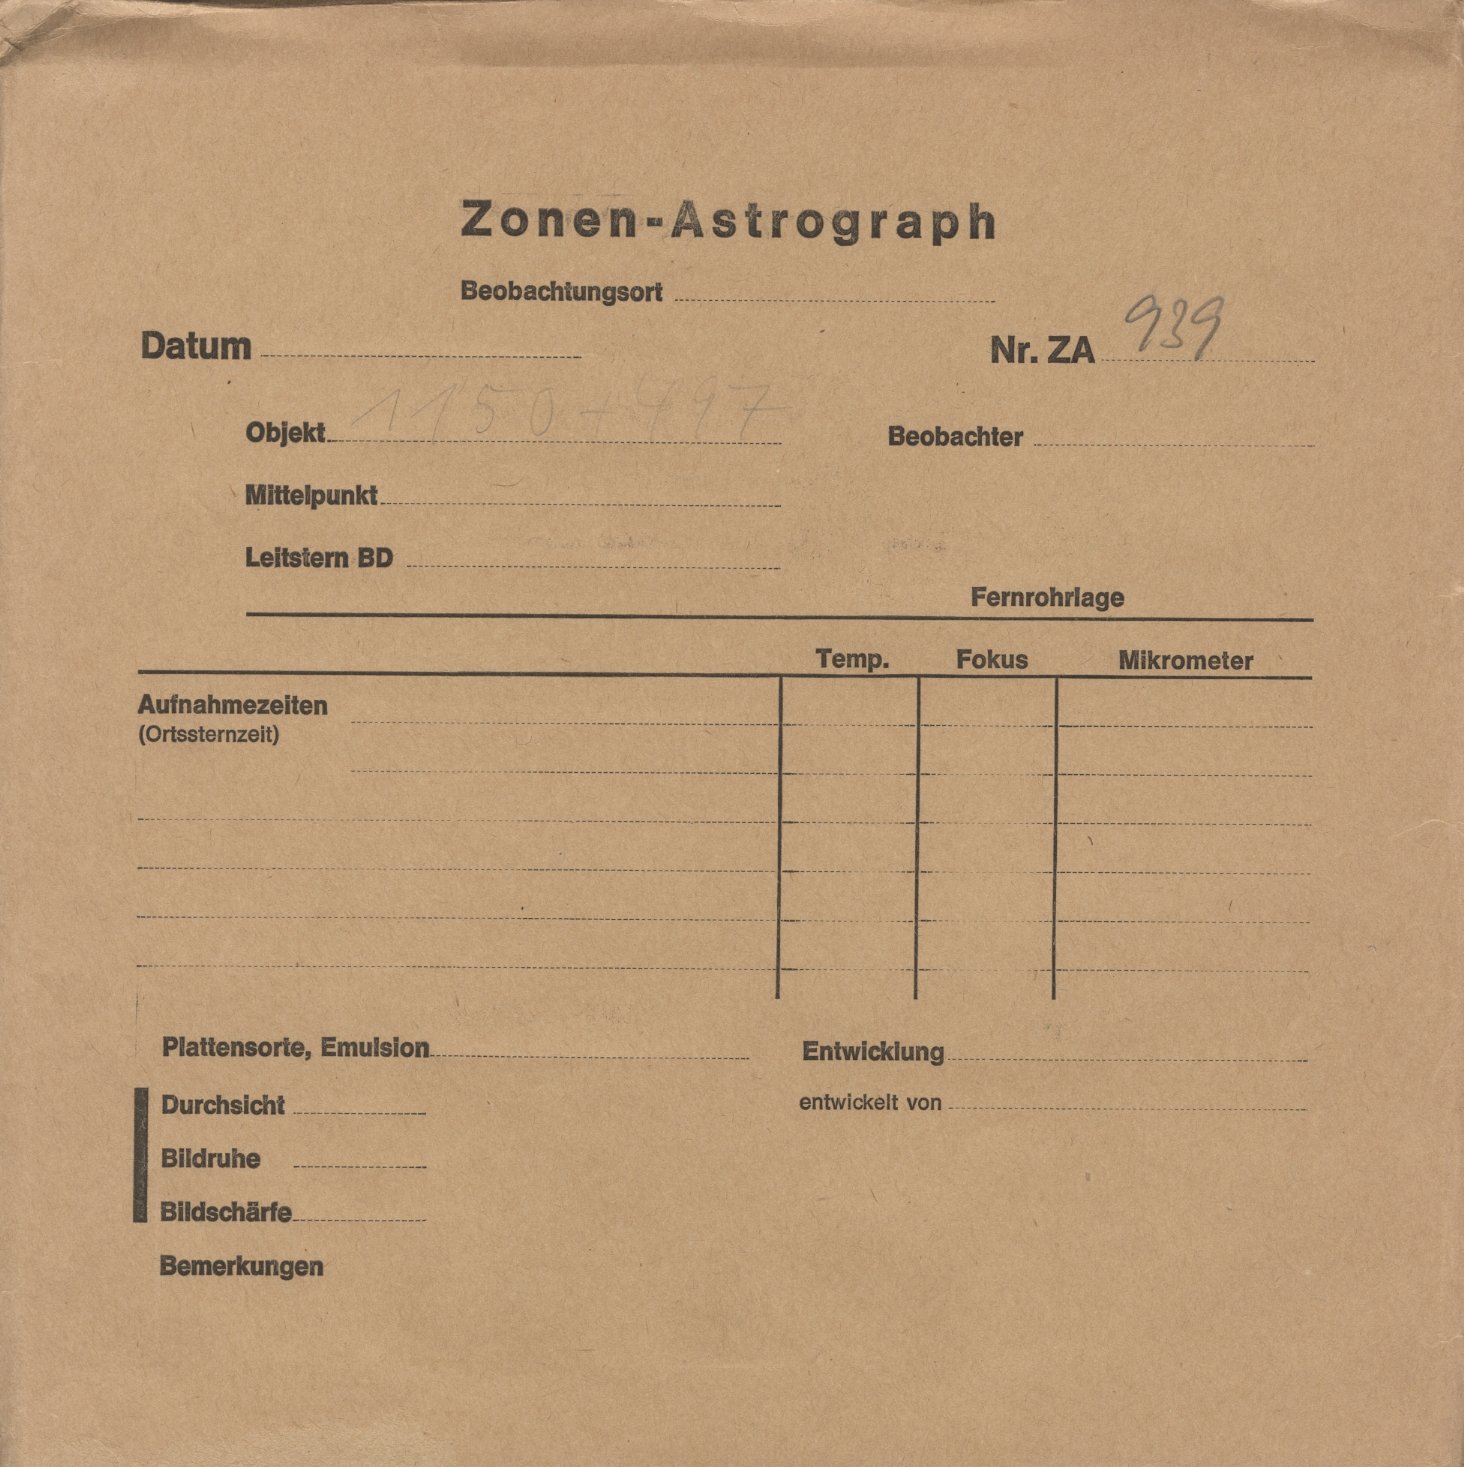 Zonen-Astrograph
Beobachtungsort
Datum
Nr. ZA 939
Objekt 1150+497
Beobachter
Mittelpunkt
Leitstern BD
Fernrohrlage
Temp. Fokus Mikrometer
Aufnahmezeiten
(Ortssternzeit)
Plattensorte, Emulsion
Entwicklung
Durchsicht
entwickelt von
Bildruhe
Bildschärfe
Bemerkungen